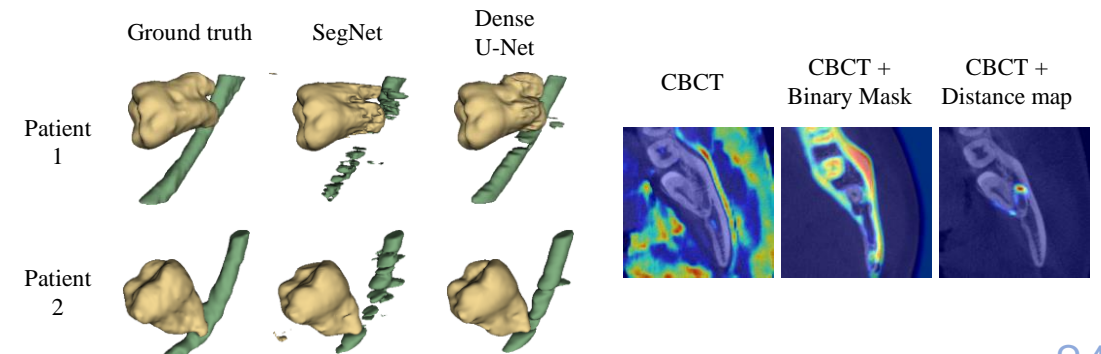 Ground truth
SegNet
Dense
U-Net
Patient
1
Patient
2
CBCT
CBCT +
Binary Mask
CBCT +
Distance map